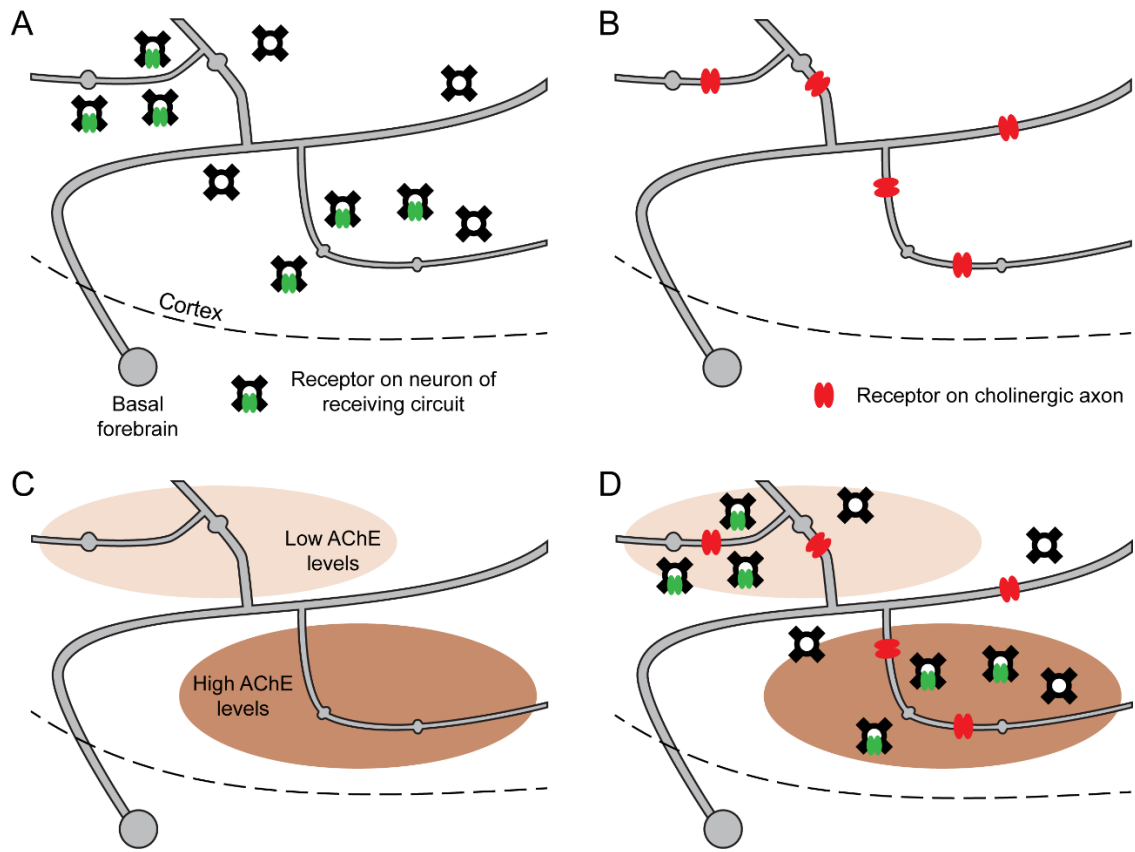 A
B
Cortex
Basal
forebrain
Receptor on neuron of
receiving circuit
Receptor on cholinergic axon
C
D
Low AChE
levels
High AChE
levels